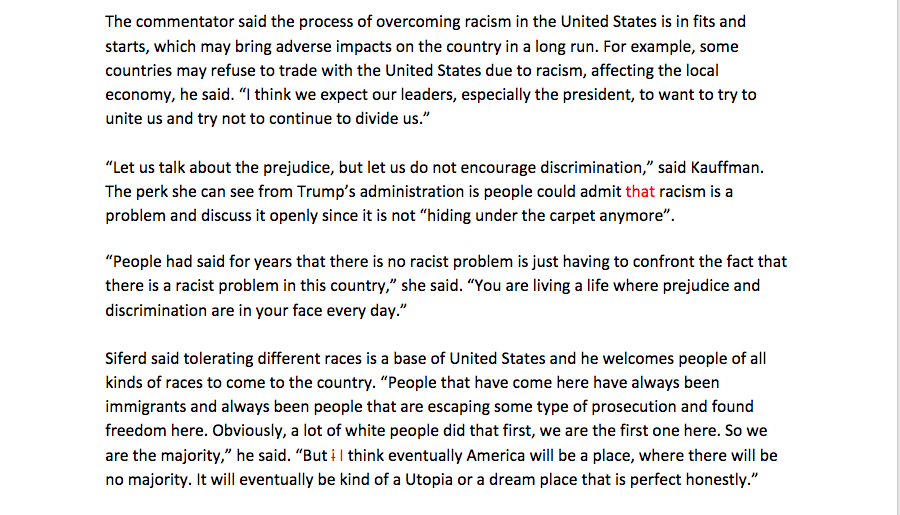 The commentator said the process of overcoming racism in the United States is in fits and
starts, which may bring adverse impacts on the country in a long run. For example, some
countries may refuse to trade with the United States due to racism, affecting the local
economy, he said. “I think we expect our leaders, especially the president, to want to try to
unite us and try not to continue to divide us.”
“Let us talk about the prejudice, but let us do not encourage discrimination,” said Kauffman.
The perk she can see from Trump’s administration is people could admit that racism is a
problem and discuss it openly since it is not “hiding under the carpet anymore”.
“People had said for years that there is no racist problem is just having to confront the fact that
there is a racist problem in this country,” she said. “You are living a life where prejudice and
discrimination are in your face every day.”
Siferd said tolerating different races is a base of United States and he welcomes people of all
kinds of races to come to the country. “People that have come here have always been
immigrants and always been people that are escaping some type of prosecution and found
freedom here. Obviously, a lot of white people did that first, we are the first one here. So we
are the majority,” he said. “But i I think eventually America will be a place, where there will be
no majority. It will eventually be kind of a Utopia or a dream place that is perfect honestly.”